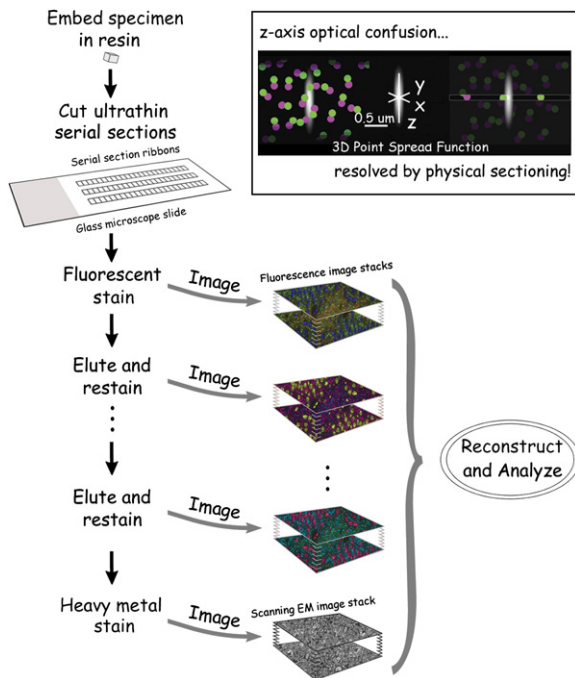 Embed specimen
in resin
Cut ultrathin
serial sections
Serial section ribbons
Glass microscope slide
z-axis optical confusion...
y
x
z
0.5 um
3D Point Spread Function
resolved by physical sectioning!
Fluorescent
stain
Image
Fluorescence image stacks
Elute and
restain
Image
Elute and
restain
Image
Heavy metal
stain
Image
Scanning EM image stack
Reconstruct
and Analyze